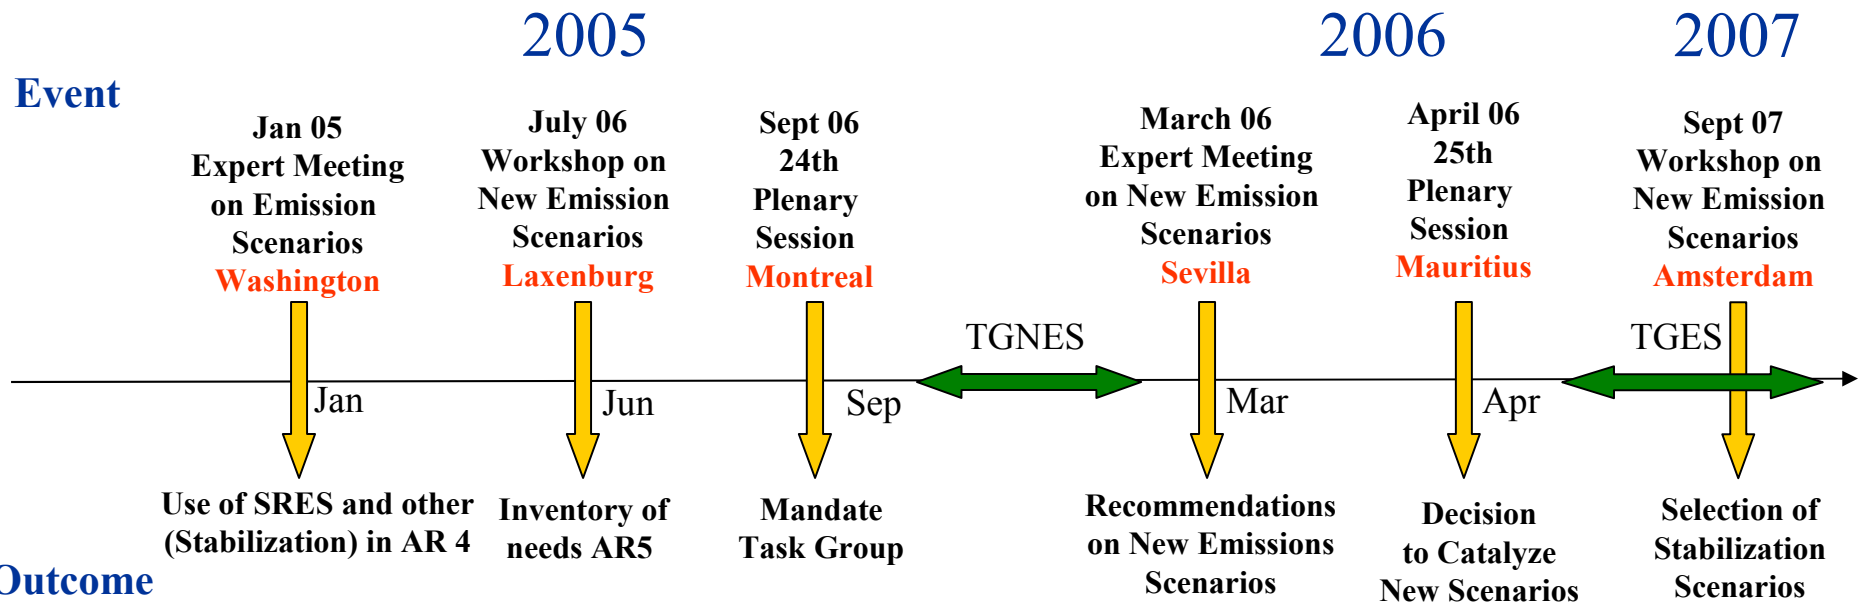 2005
2006
2007
Event
Jan 05
Expert Meeting
on Emission
Scenarios
Washington
July 06
Workshop on
New Emission
Scenarios
Laxenburg
Sept 06
24th
Plenary
Session
Montreal
March 06
Expert Meeting
on New Emission
Scenarios
Sevilla
April 06
25th
Plenary
Session
Mauritius
Sept 07
Workshop on
New Emission
Scenarios
Amsterdam
TGNES
TGES
Jan
Jun
Sep
Mar
Apr
Use of SRES and other
(Stabilization) in AR 4
Inventory of
needs AR5
Mandate
Task Group
Recommendations
on New Emissions
Scenarios
Decision
to Catalyze
New Scenarios
Selection of
Stabilization
Scenarios
Outcome